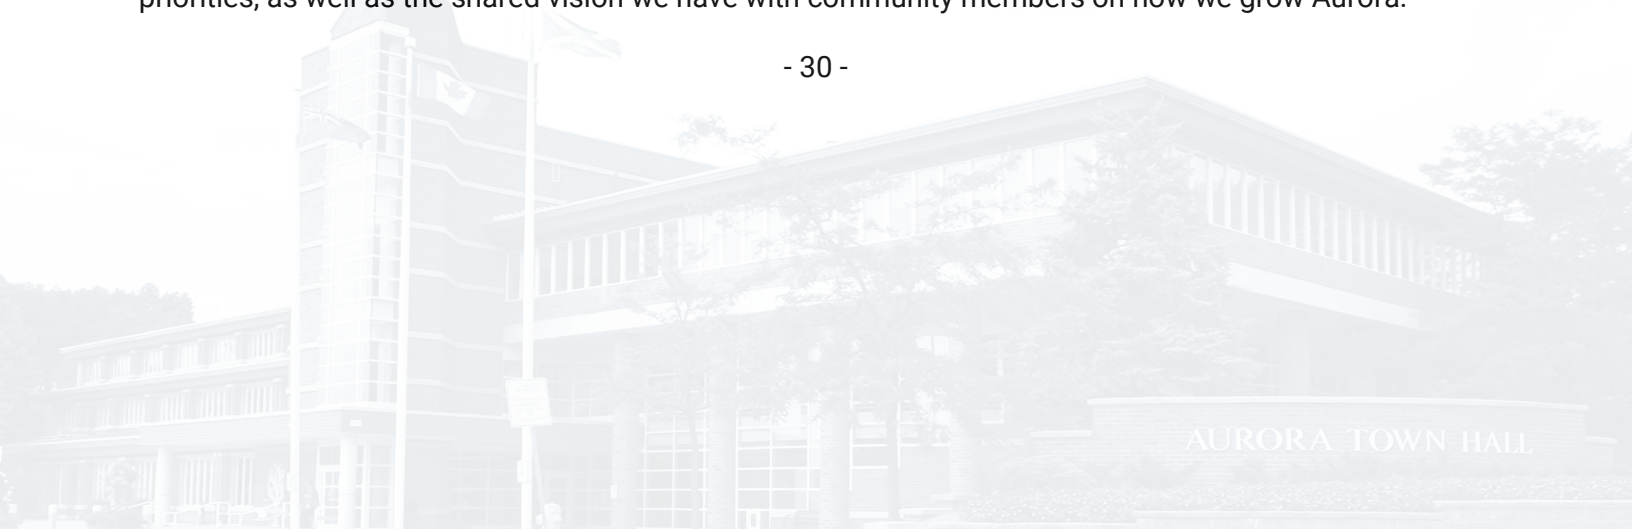 priorities, as well as the shared vision we have with community members on how we grow Aurora.
- 30 -
AURORA TOWN HALL